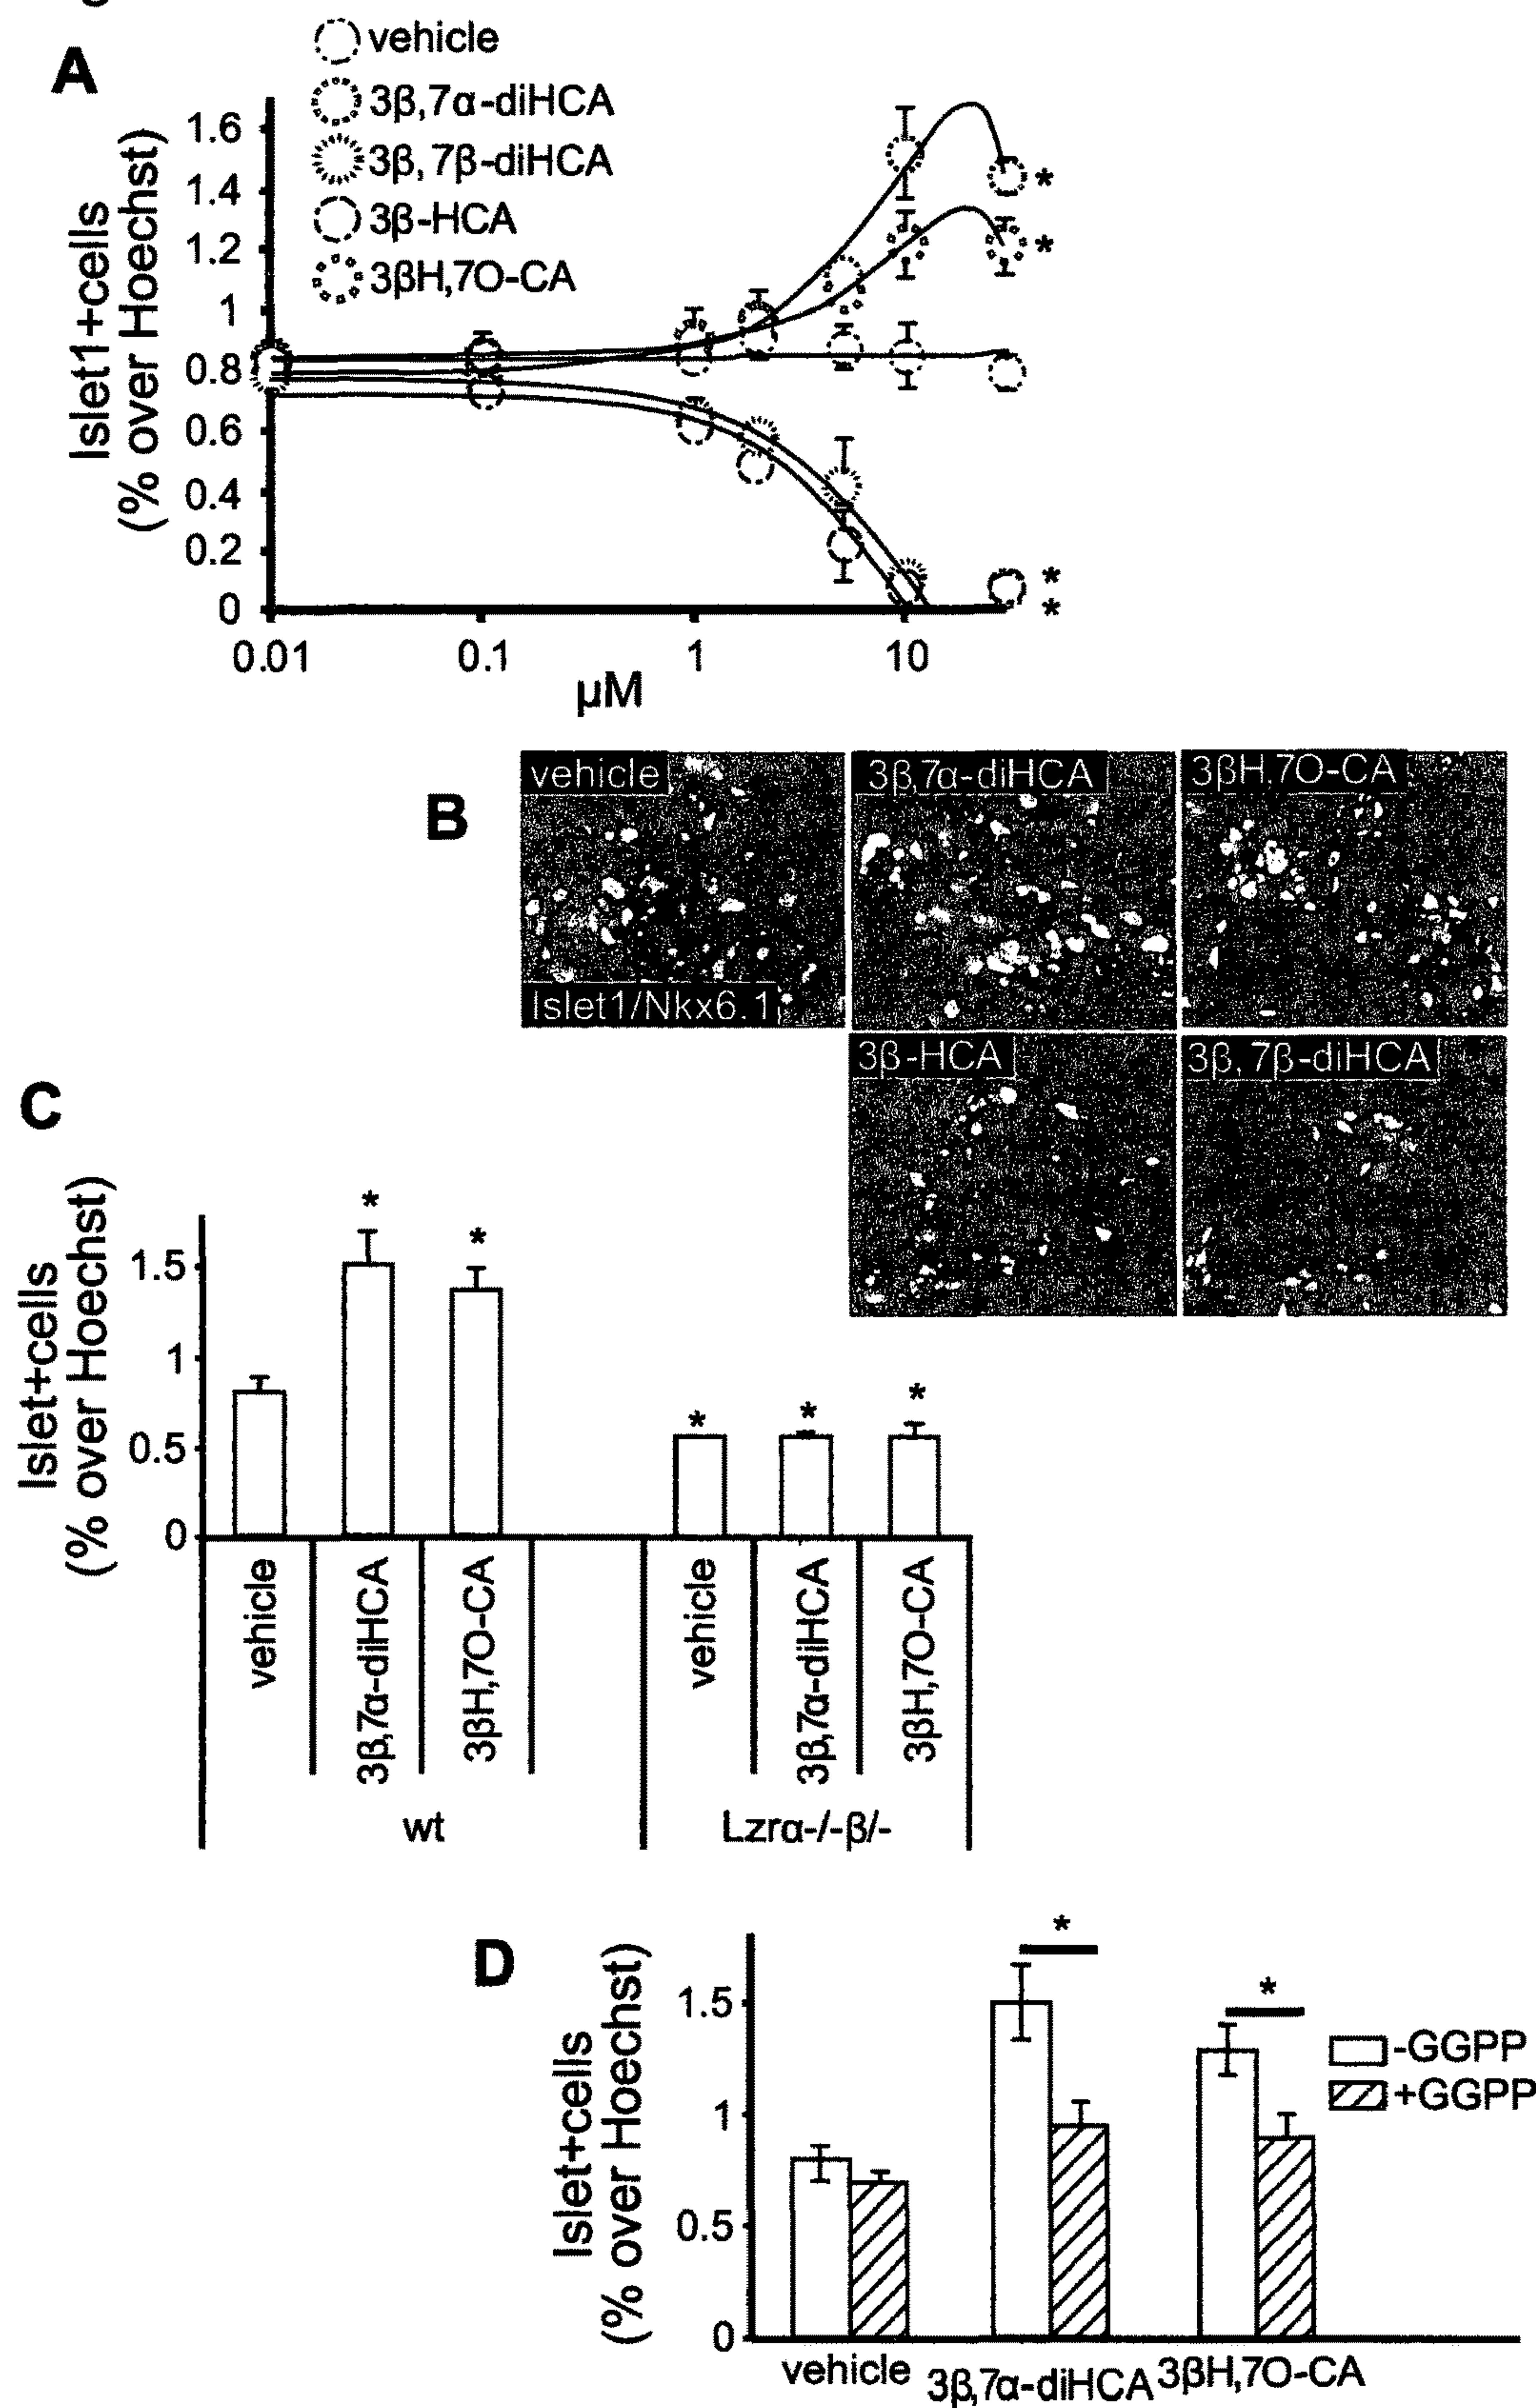 A
vehicle
3β,7α-diHCA
3β,7β-diHCA
3β-HCA
3βH,7O-CA
Islet1+cells
(% over Hoechst)
1.6
1.4
1.2
1
0.8
0.6
0.4
0.2
0
*
*
*
*
0.01
0.1
1
10
µM
B
vehicle
Islet1/Nkx6.1
3β,7α-diHCA
3βH,7O-CA
3β-HCA
3β,7β-diHCA
C
Islet+cells
(% over Hoechst)
1.5
1
0.5
0
*
*
*
*
*
vehicle
3β,7α-diHCA
3βH,7O-CA
vehicle
3β,7α-diHCA
3βH,7O-CA
wt
Lzrα-/-β/-
D
Islet+cells
(% over Hoechst)
1.5
1
0.5
0
*
*
-GGPP
+GGPP
vehicle
3β,7α-diHCA
3βH,7O-CA